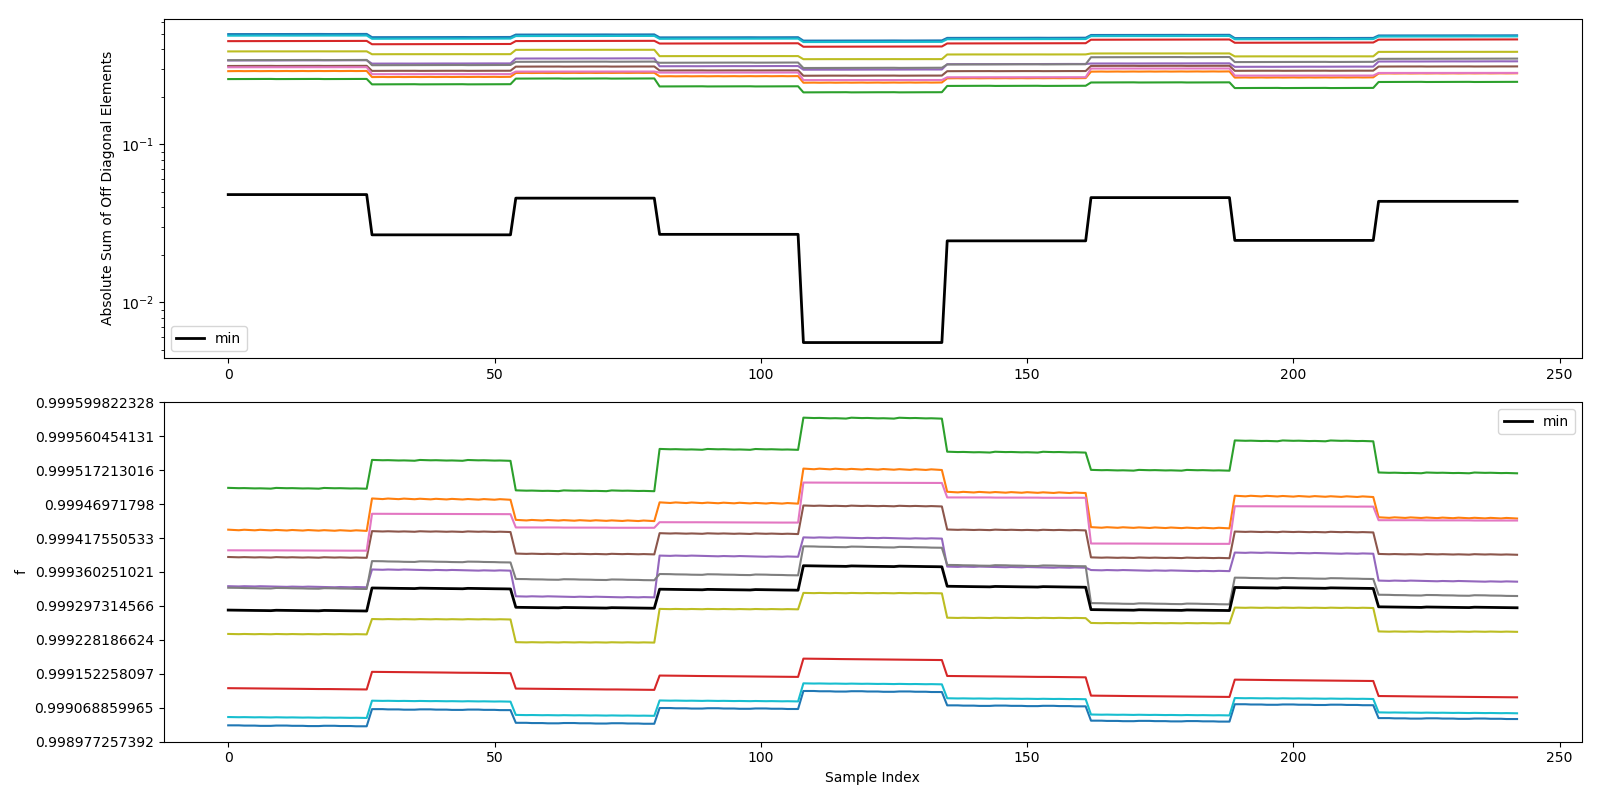 Absolute Sum of Off Diagonal Elements
10⁻¹
10⁻²
min
0 50 100 150 200 250
f
0.999599822328
0.999560454131
0.999517213016
0.99946971798
0.999417550533
0.999360251021
0.999297314566
0.999228186624
0.999152258097
0.999068859965
0.998977257392
min
0 50 100 150 200 250
Sample Index